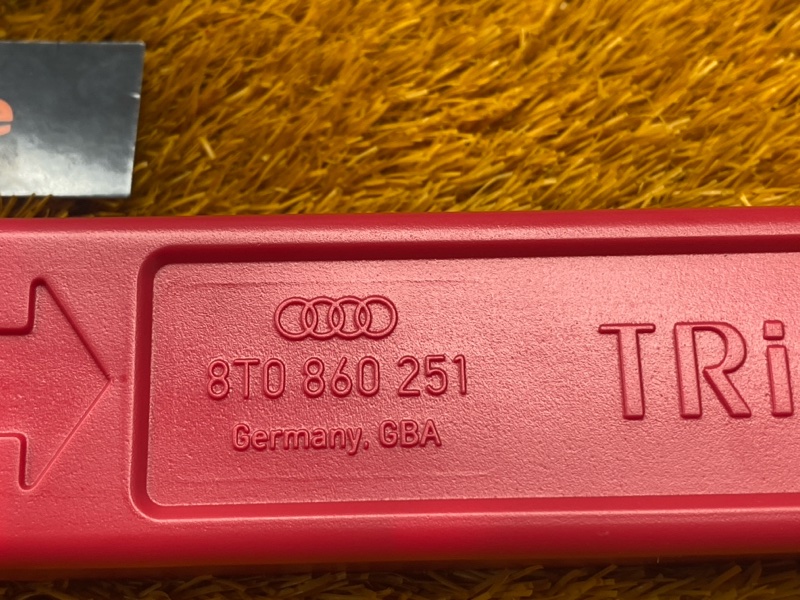 e
8T0 860 251
Germany, GBA
TRi